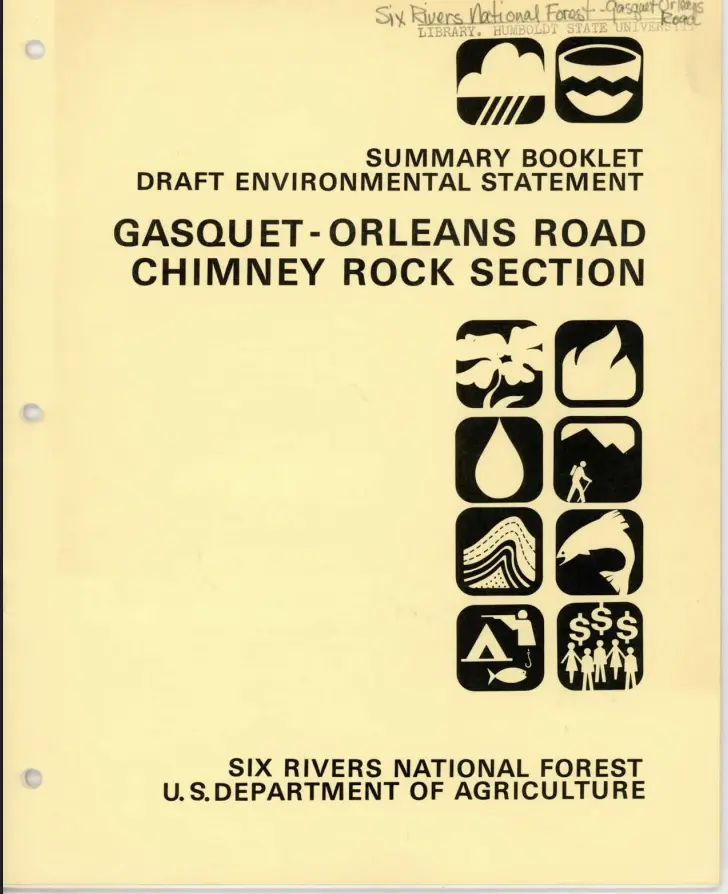 Six Rivers National Forest - Gasquet Orleans
Road
LIBRARY, HUMBOLDT STATE UNIVERSITY
SUMMARY BOOKLET
DRAFT ENVIRONMENTAL STATEMENT
GASQUET-ORLEANS ROAD
CHIMNEY ROCK SECTION
$$$
SIX RIVERS NATIONAL FOREST
U.S. DEPARTMENT OF AGRICULTURE